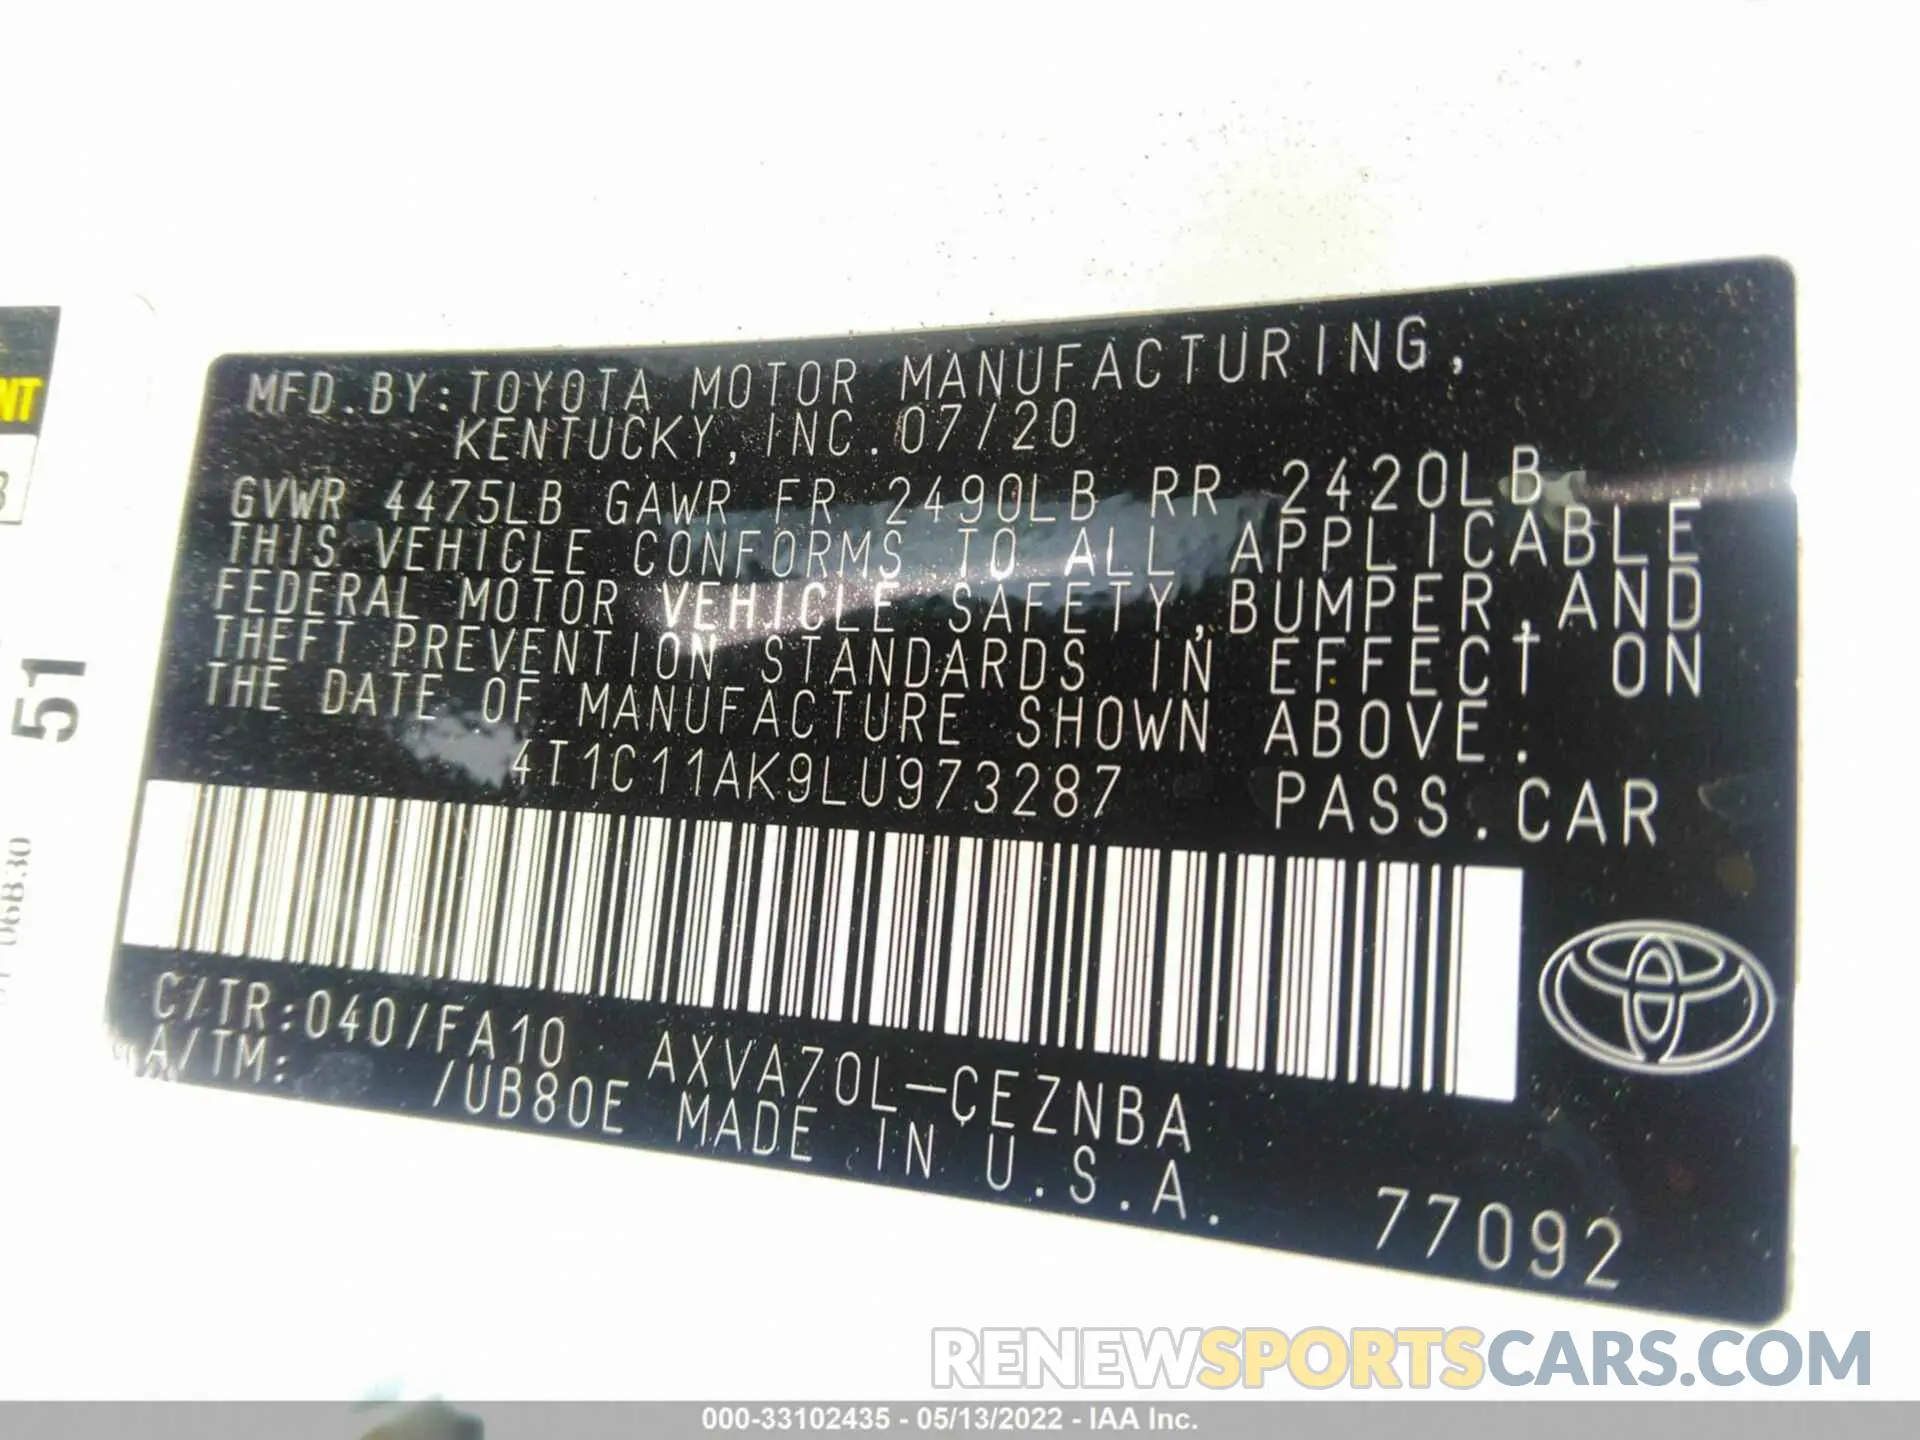 MFD.BY:TOYOTA MOTOR MANUFACTURING,
KENTUCKY, INC. 07/20
GVWR 4475LB GAWR FR 2490LB RR 2420LB
THIS VEHICLE CONFORMS TO ALL APPLICABLE
FEDERAL MOTOR VEHICLE SAFETY,BUMPER,AND
THEFT PREVENTION STANDARDS IN EFFECT ON
THE DATE OF MANUFACTURE SHOWN ABOVE.
4T1C11AK9LU973287 PASS.CAR
C/TR:040/FA10 AXVA70L-CEZNBA
A/TM: /UB80E MADE IN U.S.A.
77092
51
RENEWSPORTSCARS.COM
000-33102435 - 05/13/2022 - IAA Inc.